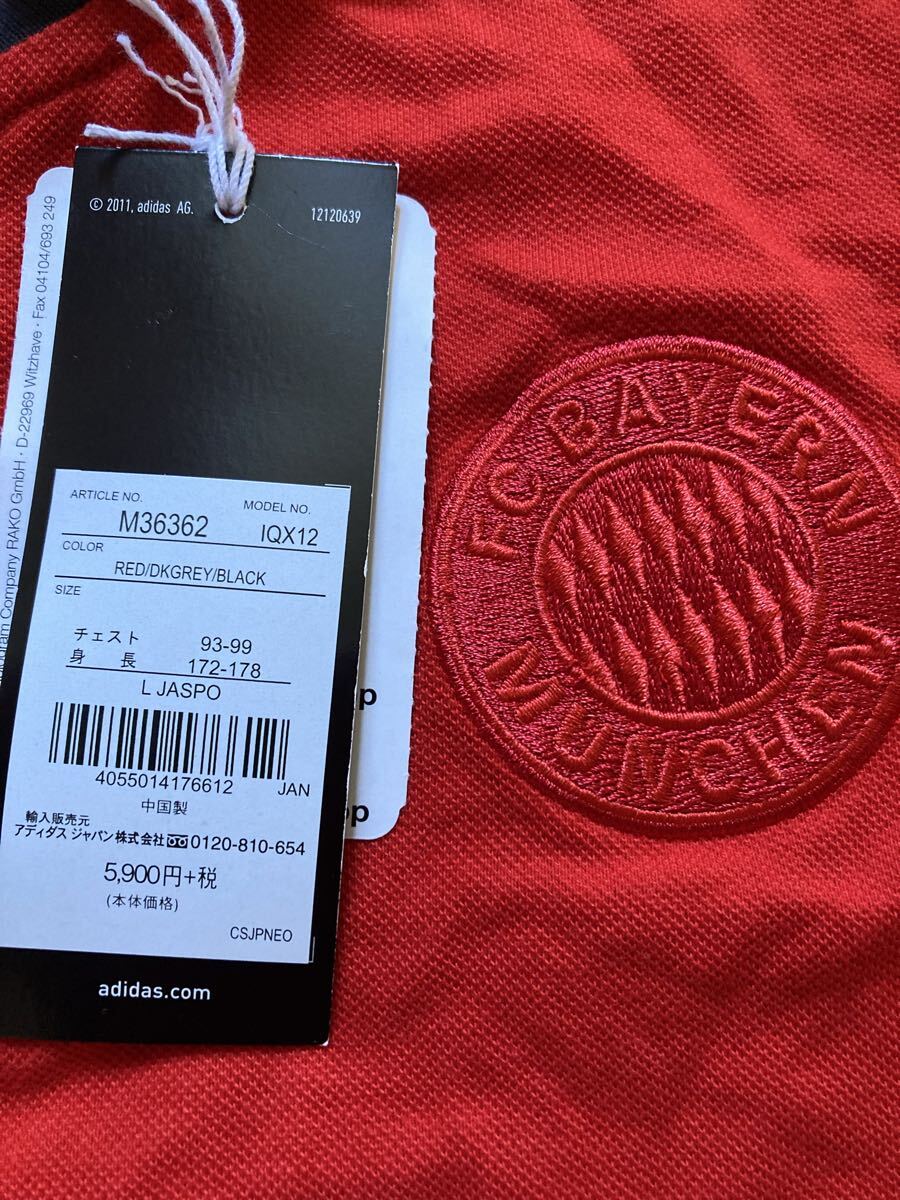 © 2011, adidas AG.
12120639
ARTICLE NO.
MODEL NO.
M36362
IQX12
COLOR
RED/DKGREY/BLACK
SIZE
チェスト 93-99
身 長 172-178
L JASPO
4055014176612 JAN
中国製
輸入販売元
アディダス ジャパン株式会社 0120-810-654
5,900円+税
(本体価格)
CSJPNEO
adidas.com
Company RAKO GmbH · D-22969 Witzhave · Fax 04104/693 249
op
FC BAYERN
MÜNCHEN